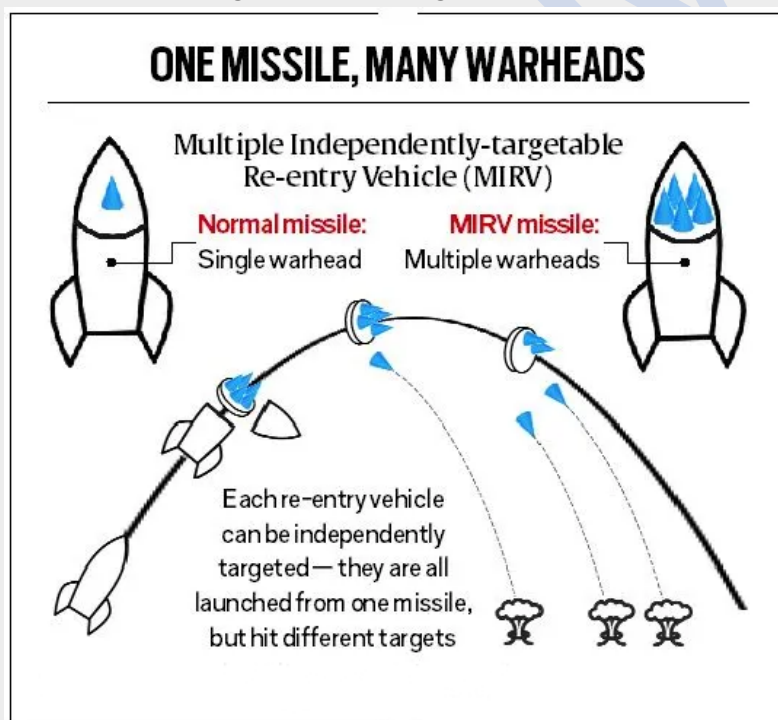 ONE MISSILE, MANY WARHEADS
Multiple Independently-targetable
Re-entry Vehicle (MIRV)
Normal missile:
Single warhead
MIRV missile:
Multiple warheads
Each re-entry vehicle
can be independently
targeted— they are all
launched from one missile,
but hit different targets